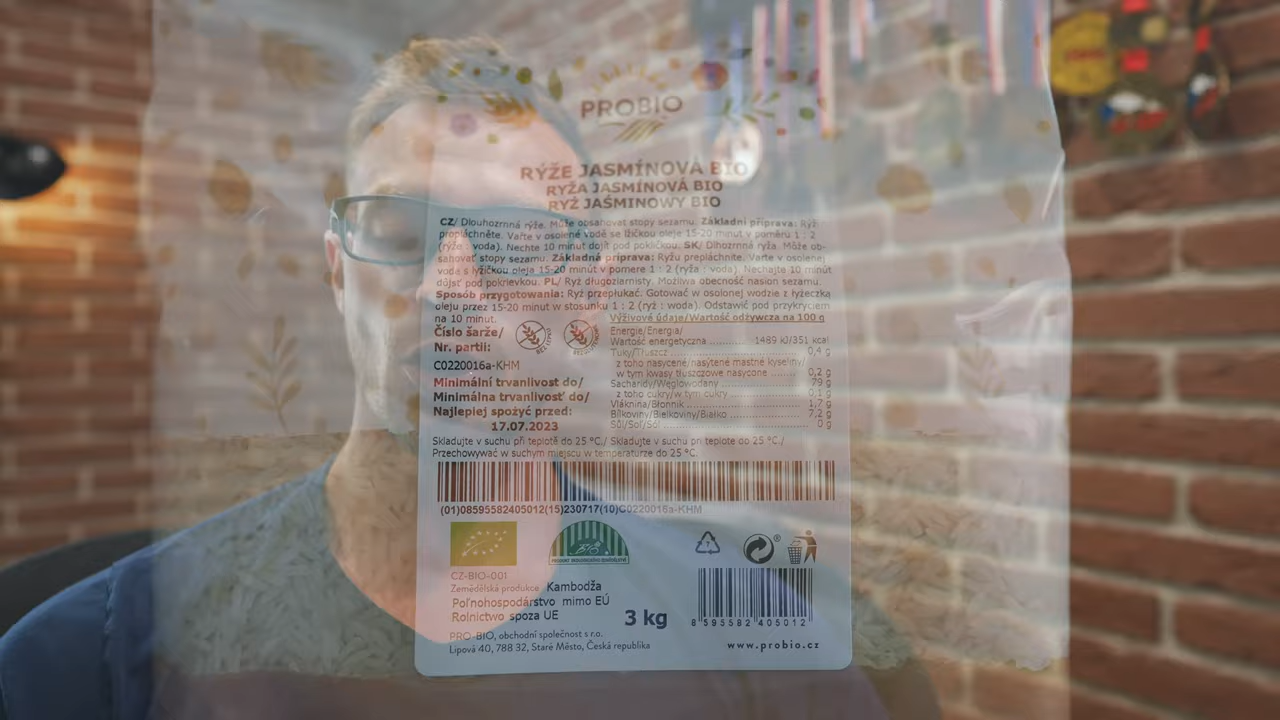 PROBIO
RÝŽE JASMÍNOVÁ BIO
RYŽA JASMÍNOVÁ BIO
RYŻ JAŚMINOWY BIO
CZ/ Dlouhozrnná rýže. Může obsahovat stopy sezamu. Základní příprava: Rýži
propláchněte. Vařte v osolené vodě se lžičkou oleje 15-20 minut v poměru 1 : 2
(rýže : voda). Nechte 10 minut dojít pod pokličkou. SK/ Dlhozrnná ryža. Môže ob-
sahovať stopy sezamu. Základná príprava: Ryžu prepláchnite. Varte v osolenej
vode s lyžičkou oleja 15-20 minút v pomere 1 : 2 (ryža : voda). Nechajte 10 minút
dôjsť pod pokrievkou. PL/ Ryż długoziarnisty. Możliwa obecność nasion sezamu.
Sposób przygotowania: Ryż przepłukać. Gotować w osolonej wodzie z łyżeczką
oleju przez 15-20 minut w stosunku 1 : 2 (ryż : woda). Odstawić pod przykryciem
na 10 minut.
Výživové údaje/Wartość odżywcza na 100 g
Číslo šarže/
Nr. partii:
C0220016a-KHM
Energie/Energia/
Wartość energetyczna 1489 kJ/351 kcal
Tuky/Tłuszcz 0,4 g
z toho nasycené/nasýtené mastné kyseliny/
w tym kwasy tłuszczowe nasycone 0,2 g
Sacharidy/Węglowodany 79 g
z toho cukry/w tym cukry 0,1 g
Vláknina/Błonnik 1,7 g
Bílkoviny/Bielkoviny/Białko 7,2 g
Sůl/Soľ/Sól 0 g
Minimální trvanlivost do/
Minimálna trvanlivosť do/
Najlepiej spożyć przed:
17.07.2023
Skladujte v suchu při teplotě do 25 °C./ Skladujte v suchu pri teplote do 25 °C./
Przechowywać w suchym miejscu w temperaturze do 25 °C.
(01)08595582405012(15)230717(10)C0220016a-KHM
BIO
PRODUKT EKOLOGICKÉHO ZEMĚDĚLSTVÍ
CZ-BIO-001
Zemědělská produkce Kambodža
Poľnohospodárstvo mimo EÚ
Rolnictwo spoza UE
3 kg
8 595582 405012
PRO-BIO, obchodní společnost s r.o.
Lipová 40, 788 32, Staré Město, Česká republika
www.probio.cz